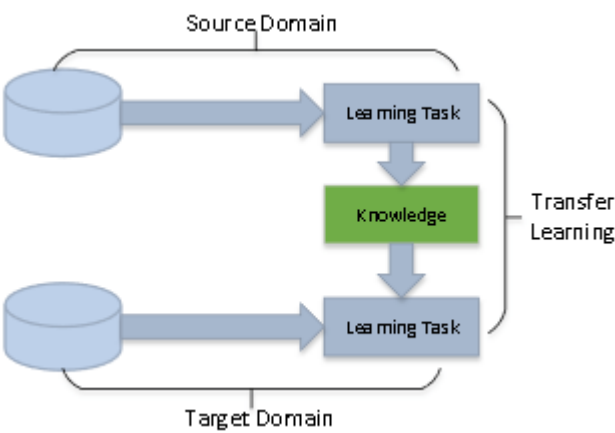 Source Domain
Learning Task
Knowledge
Transfer
Learning
Learning Task
Target Domain